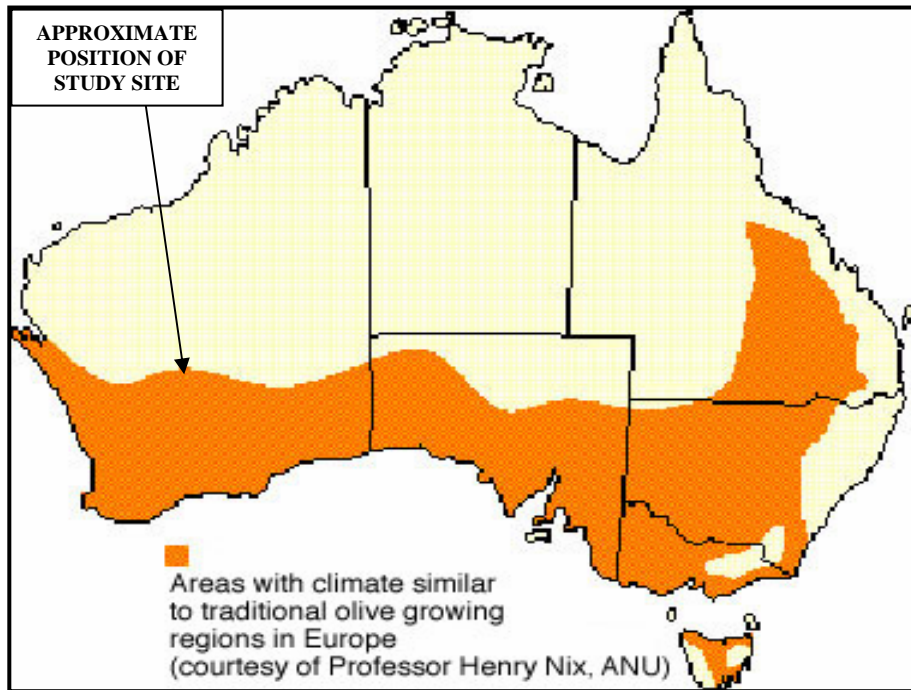 APPROXIMATE
POSITION OF
STUDY SITE
Areas with climate similar
to traditional olive growing
regions in Europe
(courtesy of Professor Henry Nix, ANU)